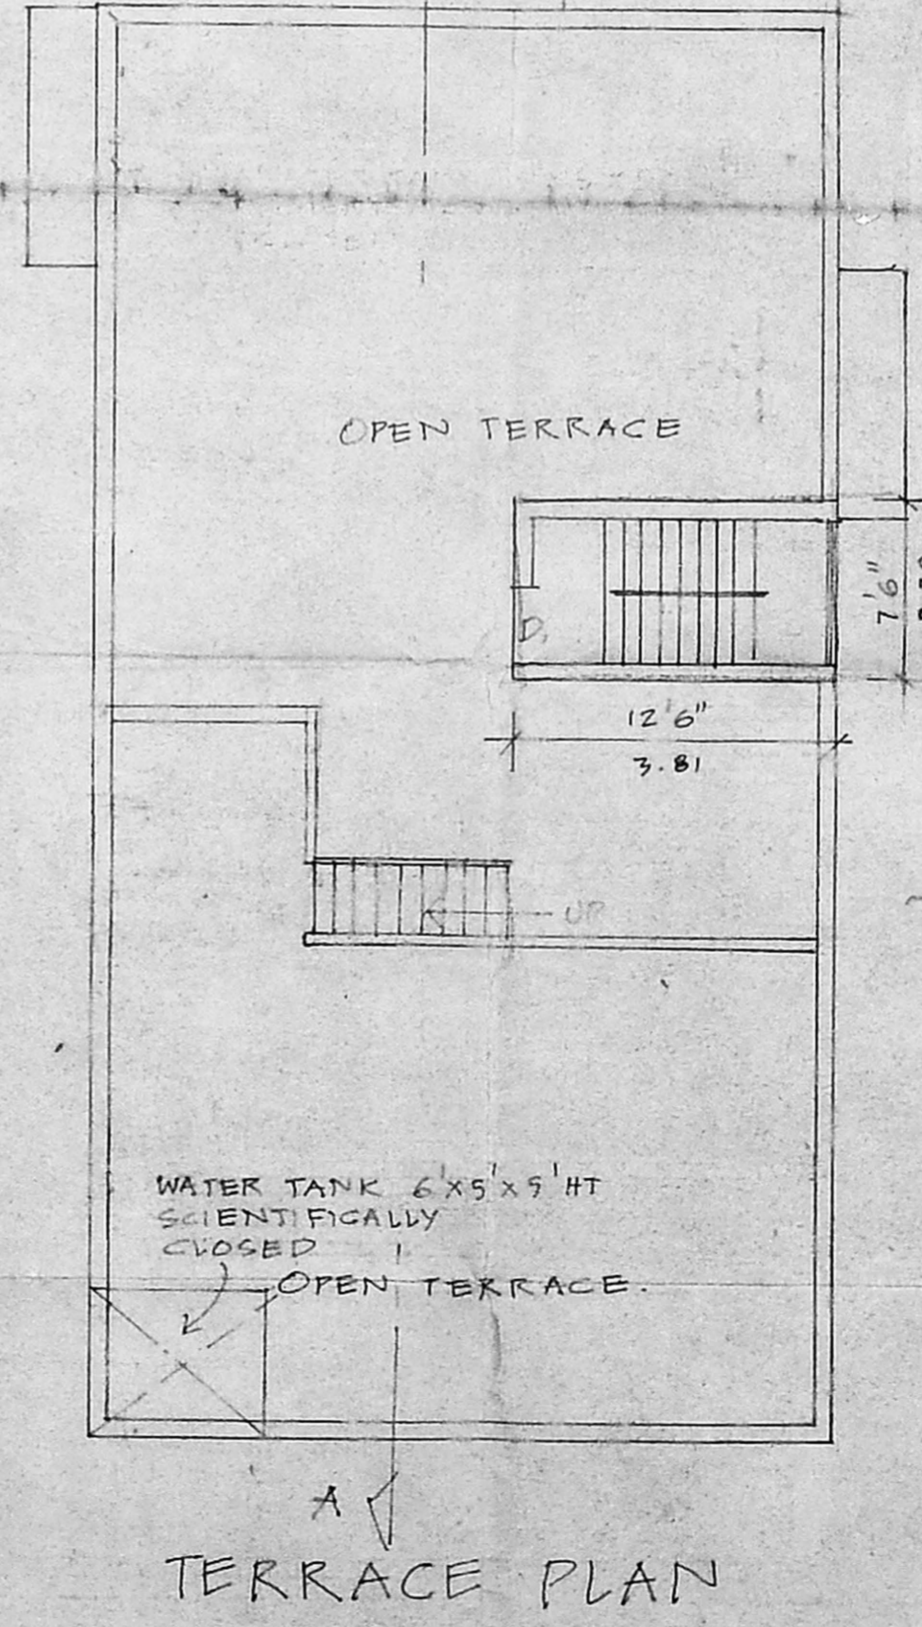 OPEN TERRACE
D,
7'6"
12'6"
3.81
UP
WATER TANK 6'X5'X5'HT
SCIENTIFICALLY
CLOSED
OPEN TERRACE.
A
TERRACE PLAN